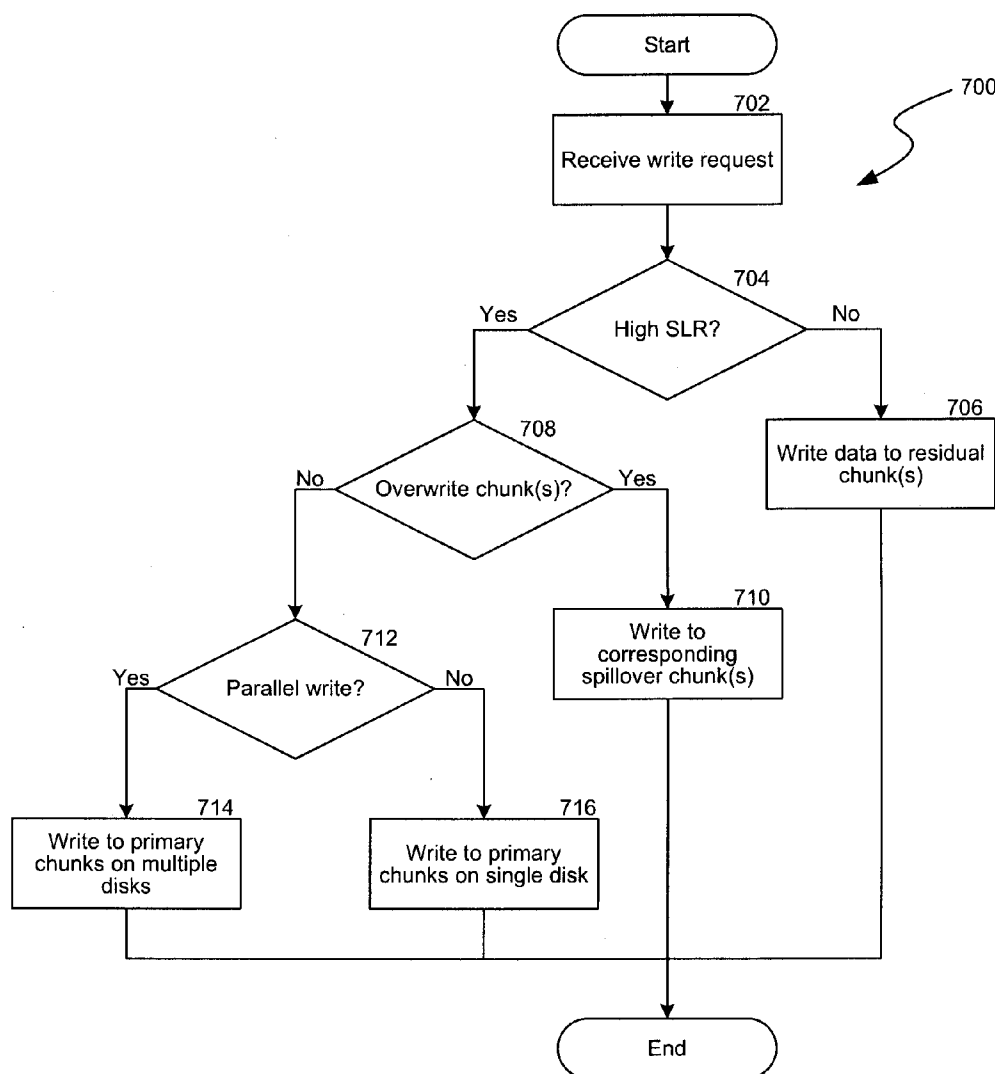 Start
700
702
Receive write request
704
High SLR?
Yes
No
706
Write data to residual
chunk(s)
708
Overwrite chunk(s)?
No
Yes
710
Write to
corresponding
spillover chunk(s)
712
Parallel write?
Yes
No
714
Write to primary
chunks on multiple
disks
716
Write to primary
chunks on single disk
End